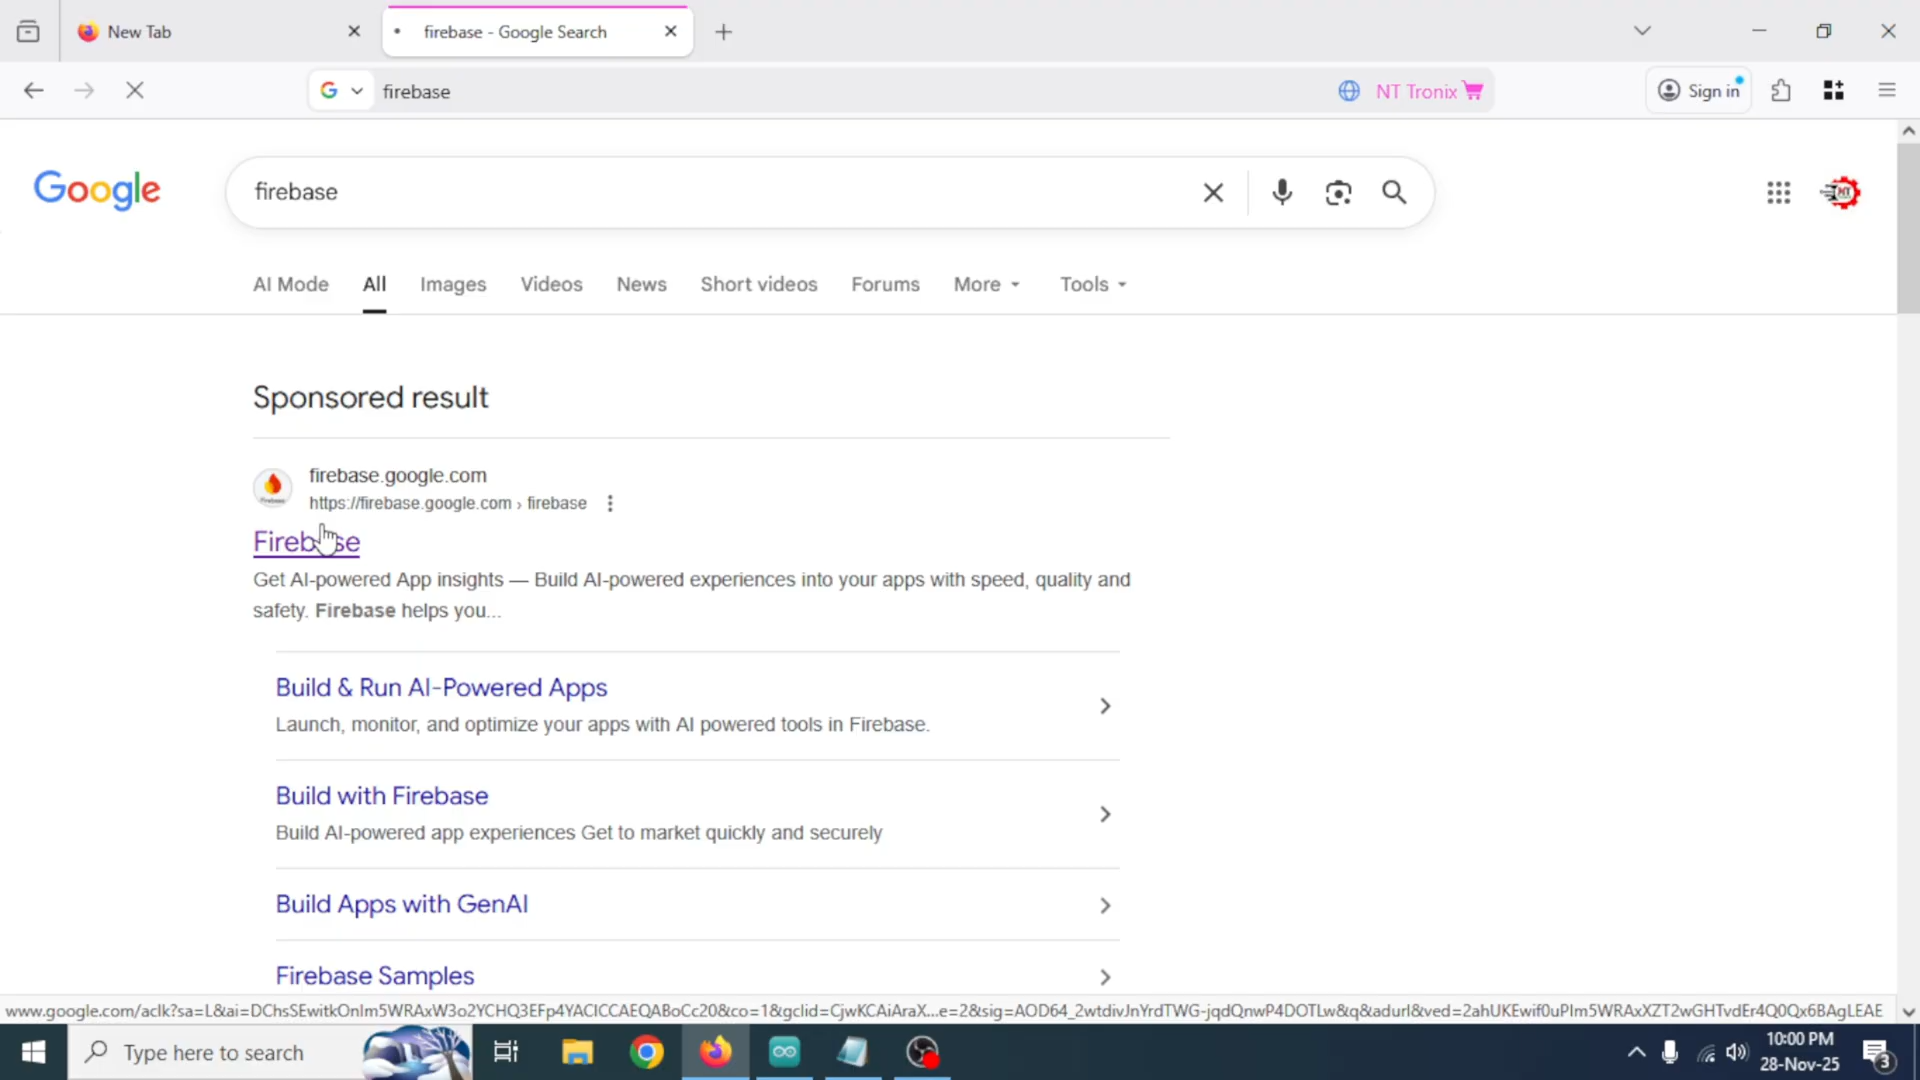 New Tab
firebase - Google Search
firebase
NT Tronix
Sign in
Google
firebase
AI Mode
All
Images
Videos
News
Short videos
Forums
More
Tools
Sponsored result
firebase.google.com
https://firebase.google.com › firebase
Firebase
Get AI-powered App insights — Build AI-powered experiences into your apps with speed, quality and
safety. Firebase helps you...
Build & Run AI-Powered Apps
Launch, monitor, and optimize your apps with AI powered tools in Firebase.
Build with Firebase
Build AI-powered app experiences Get to market quickly and securely
Build Apps with GenAI
Firebase Samples
Type here to search
10:00 PM
28-Nov-25
3